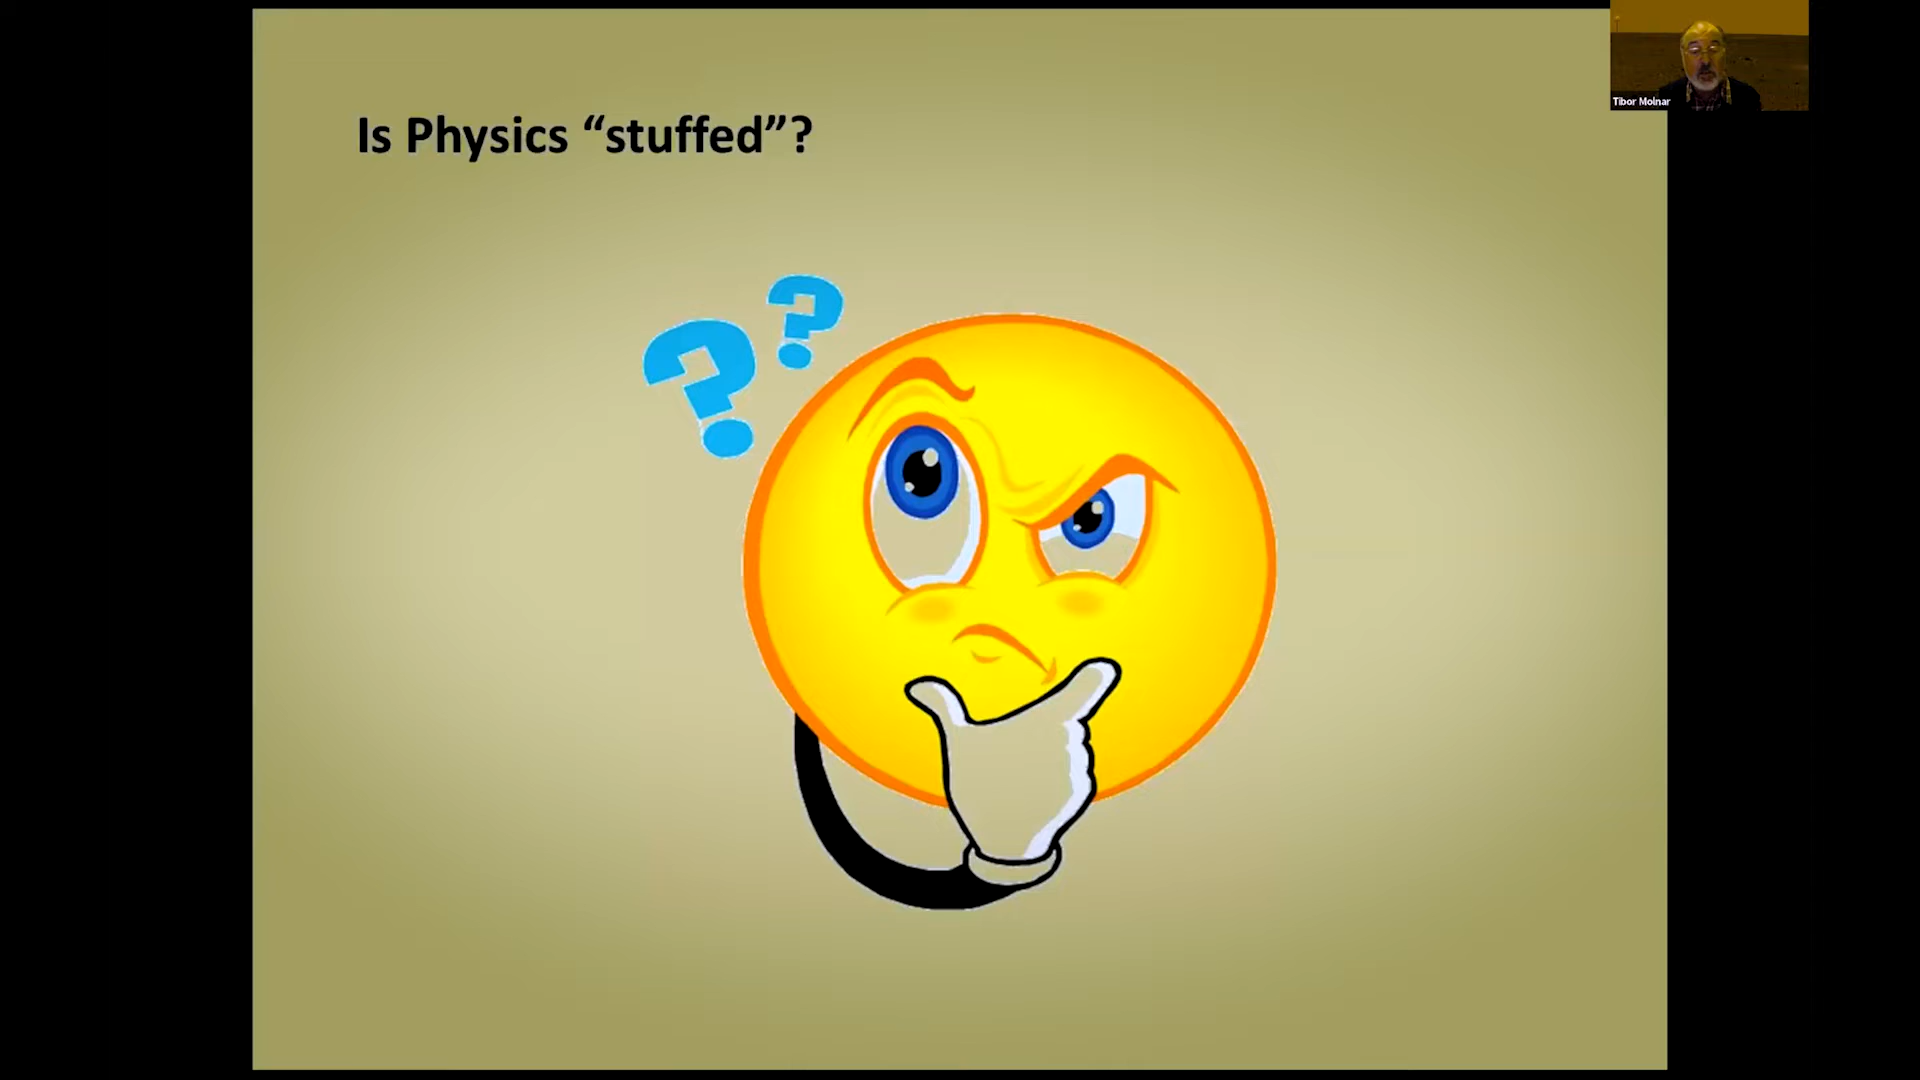 Is Physics “stuffed”?
? ?
Tibor Molnar